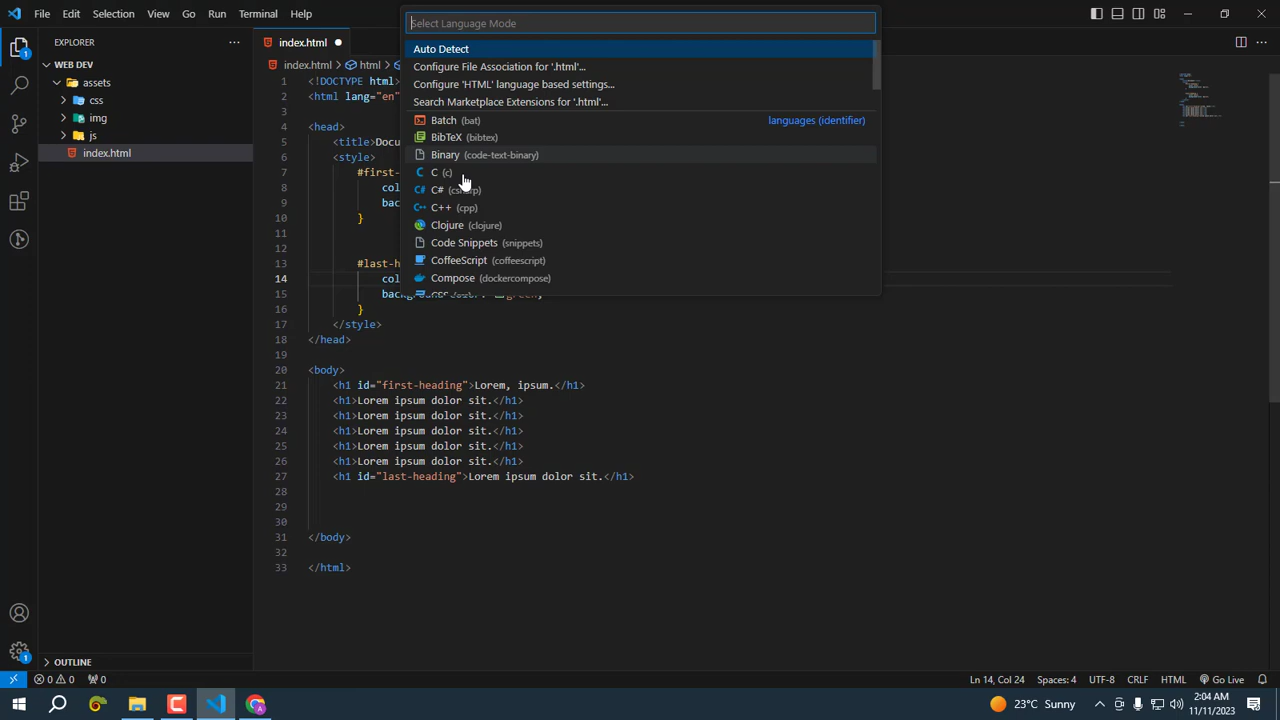 File Edit Selection View Go Run Terminal Help
Select Language Mode
EXPLORER
index.html
Auto Detect
WEB DEV
index.html > html >
Configure File Association for '.html'...
assets
1 <!DOCTYPE html>
Configure 'HTML' language based settings...
css
2 <html lang="en"
Search Marketplace Extensions for '.html'...
img
3
Batch (bat) languages (identifier)
js
4 <head>
BibTeX (bibtex)
index.html
5 <title>Docu
Binary (code-text-binary)
6 <style>
C (c)
7 #first-
C# (csharp)
8 col
C++ (cpp)
9 bac
Clojure (clojure)
10 }
11
Code Snippets (snippets)
12
CoffeeScript (coffeescript)
13 #last-h
Compose (dockercompose)
14 col
15 background-color: green;
16 }
17 </style>
18 </head>
19
20 <body>
21 <h1 id="first-heading">Lorem, ipsum.</h1>
22 <h1>Lorem ipsum dolor sit.</h1>
23 <h1>Lorem ipsum dolor sit.</h1>
24 <h1>Lorem ipsum dolor sit.</h1>
25 <h1>Lorem ipsum dolor sit.</h1>
26 <h1>Lorem ipsum dolor sit.</h1>
27 <h1 id="last-heading">Lorem ipsum dolor sit.</h1>
28
29
30
31 </body>
32
33 </html>
OUTLINE
0 0 0 Ln 14, Col 24 Spaces: 4 UTF-8 CRLF HTML Go Live
23°C Sunny 2:04 AM
11/11/2023